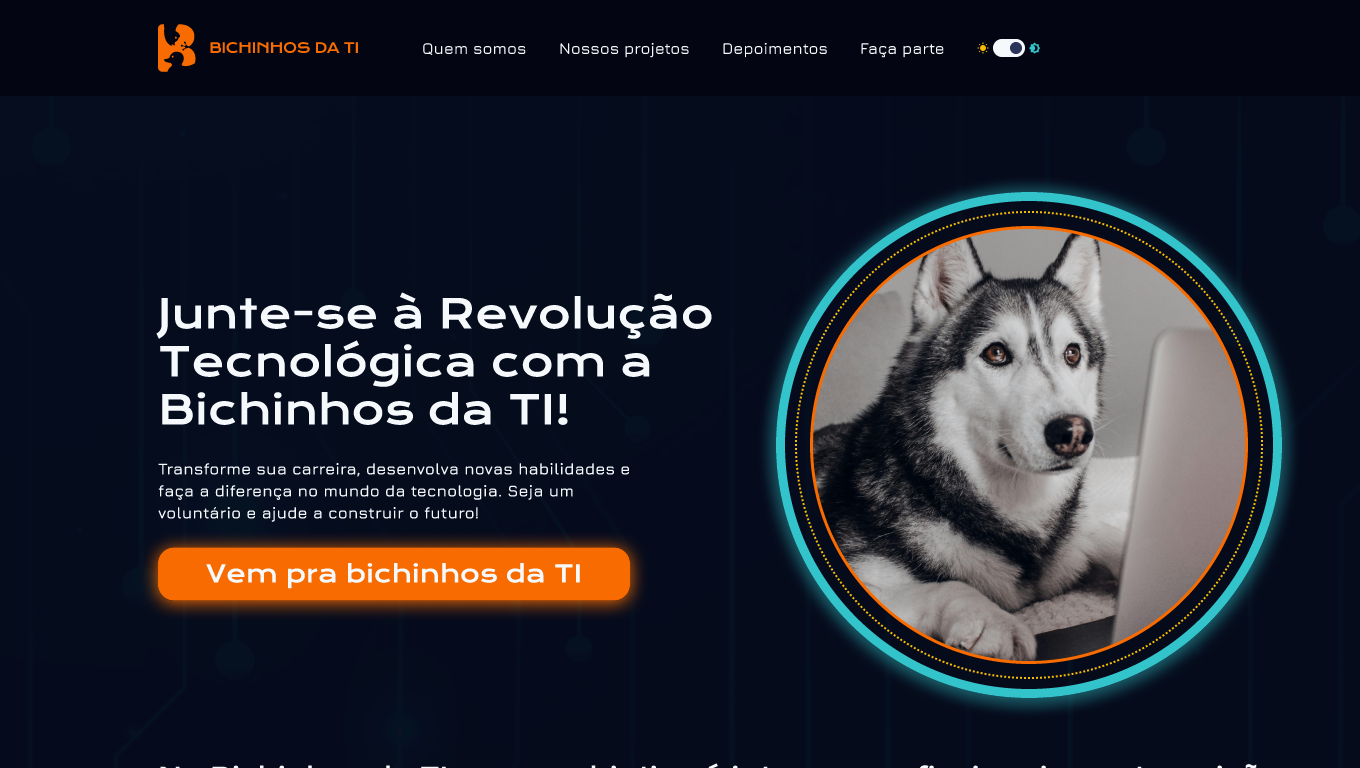 BICHINHOS DA TI
Quem somos
Nossos projetos
Depoimentos
Faça parte
Junte-se à Revolução
Tecnológica com a
Bichinhos da TI!
Transforme sua carreira, desenvolva novas habilidades e
faça a diferença no mundo da tecnologia. Seja um
voluntário e ajude a construir o futuro!
Vem pra bichinhos da TI